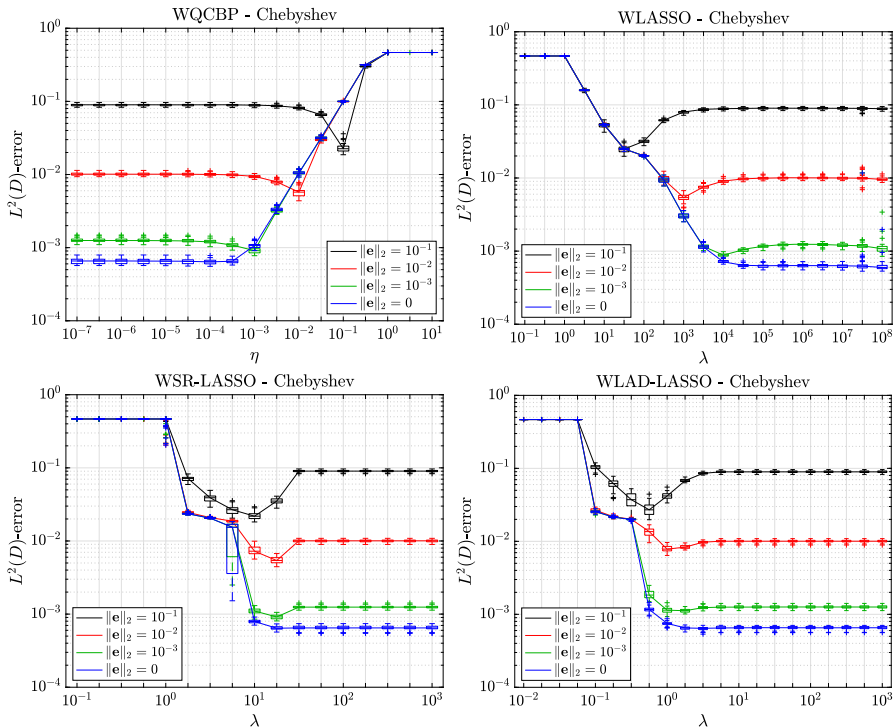 WQCBP - Chebyshev
10^0
10^{-1}
10^{-2}
10^{-3}
10^{-4}
L^2(D)-error
10^{-7} 10^{-6} 10^{-5} 10^{-4} 10^{-3} 10^{-2} 10^{-1} 10^0 10^1
η
‖e‖_2 = 10^{-1}
‖e‖_2 = 10^{-2}
‖e‖_2 = 10^{-3}
‖e‖_2 = 0
WLASSO - Chebyshev
10^0
10^{-1}
10^{-2}
10^{-3}
10^{-4}
L^2(D)-error
10^{-1} 10^0 10^1 10^2 10^3 10^4 10^5 10^6 10^7 10^8
λ
‖e‖_2 = 10^{-1}
‖e‖_2 = 10^{-2}
‖e‖_2 = 10^{-3}
‖e‖_2 = 0
WSR-LASSO - Chebyshev
10^0
10^{-1}
10^{-2}
10^{-3}
10^{-4}
L^2(D)-error
10^{-1} 10^0 10^1 10^2 10^3
λ
‖e‖_2 = 10^{-1}
‖e‖_2 = 10^{-2}
‖e‖_2 = 10^{-3}
‖e‖_2 = 0
WLAD-LASSO - Chebyshev
10^0
10^{-1}
10^{-2}
10^{-3}
10^{-4}
L^2(D)-error
10^{-2} 10^{-1} 10^0 10^1 10^2 10^3
λ
‖e‖_2 = 10^{-1}
‖e‖_2 = 10^{-2}
‖e‖_2 = 10^{-3}
‖e‖_2 = 0